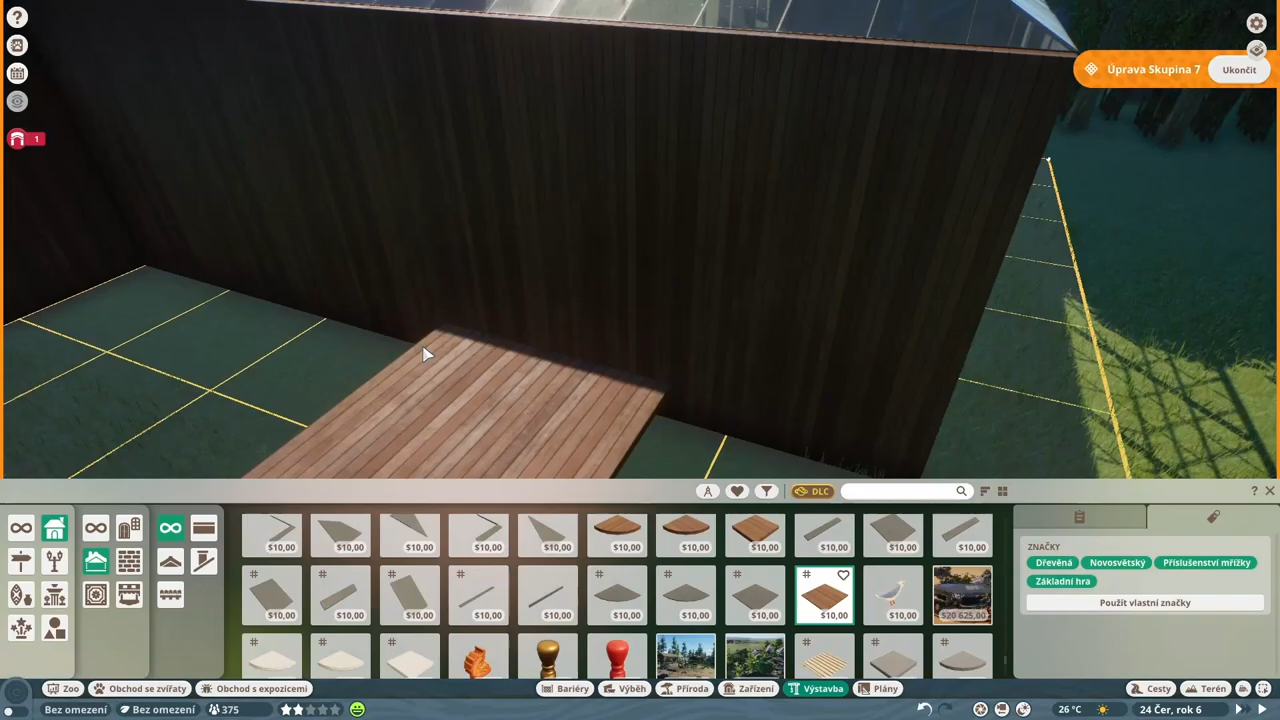 ?
Úprava Skupina 7
Ukončit
1
DLC
? ✕
$10,00 $10,00 $10,00 $10,00 $10,00 $10,00 $10,00 $10,00 $10,00 $10,00 $10,00
$10,00 $10,00 $10,00 $10,00 $10,00 $10,00 $10,00 $10,00 $10,00 $10,00 $20 625,00
ZNAČKY
Dřevěná Novosvětský Příslušenství mřížky
Základní hra
Použít vlastní značky
Zoo Obchod se zvířaty Obchod s expozicemi Bariéry Výběh Příroda Zařízení Výstavba Plány Cesty Terén
Bez omezení Bez omezení 375 26 °C 24 Čer, rok 6